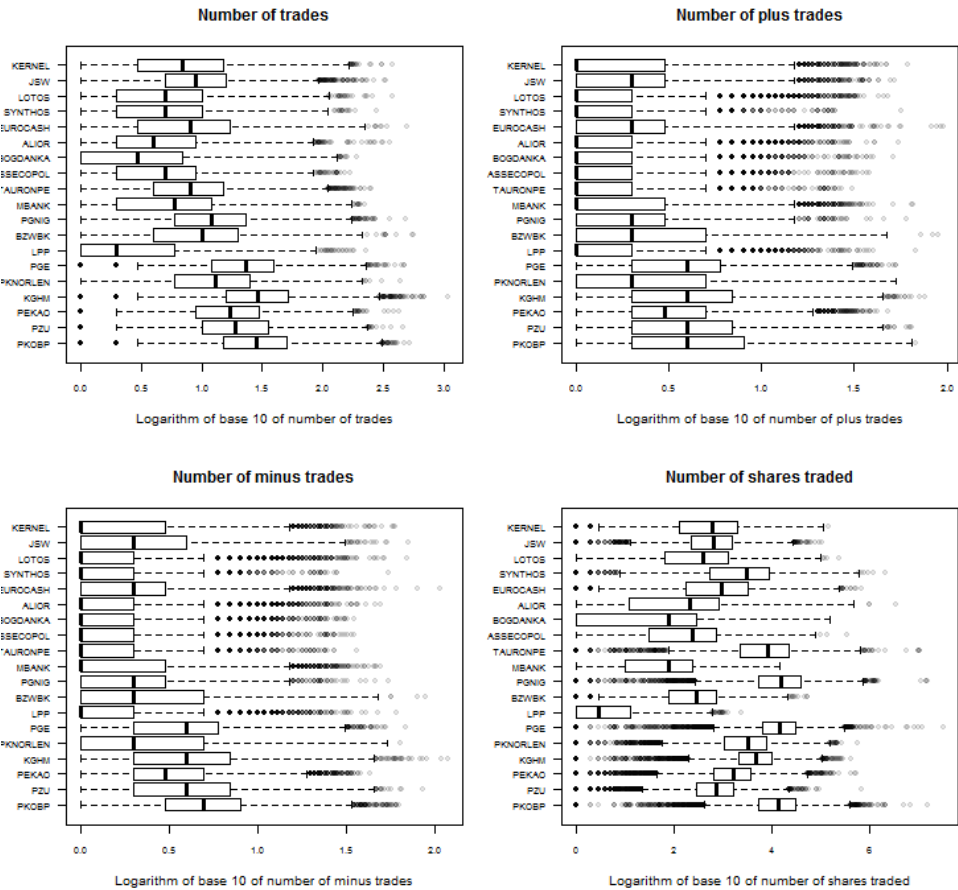 Number of trades
KERNEL
JSW
LOTOS
SYNTHOS
EUROCASH
ALIOR
BOGDANKA
ASSECOPOL
TAURONPE
MBANK
PGNIG
BZWBK
LPP
PGE
PKNORLEN
KGHM
PEKAO
PZU
PKOBP
0.0 0.5 1.0 1.5 2.0 2.5 3.0
Logarithm of base 10 of number of trades
Number of plus trades
KERNEL
JSW
LOTOS
SYNTHOS
EUROCASH
ALIOR
BOGDANKA
ASSECOPOL
TAURONPE
MBANK
PGNIG
BZWBK
LPP
PGE
PKNORLEN
KGHM
PEKAO
PZU
PKOBP
0.0 0.5 1.0 1.5 2.0
Logarithm of base 10 of number of plus trades
Number of minus trades
KERNEL
JSW
LOTOS
SYNTHOS
EUROCASH
ALIOR
BOGDANKA
ASSECOPOL
TAURONPE
MBANK
PGNIG
BZWBK
LPP
PGE
PKNORLEN
KGHM
PEKAO
PZU
PKOBP
0.0 0.5 1.0 1.5 2.0
Logarithm of base 10 of number of minus trades
Number of shares traded
KERNEL
JSW
LOTOS
SYNTHOS
EUROCASH
ALIOR
BOGDANKA
ASSECOPOL
TAURONPE
MBANK
PGNIG
BZWBK
LPP
PGE
PKNORLEN
KGHM
PEKAO
PZU
PKOBP
0 2 4 6
Logarithm of base 10 of number of shares traded